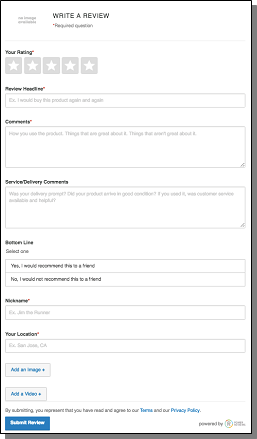 no image
available
WRITE A REVIEW
*Required question
Your Rating*
Review Headline*
Ex. I would buy this product again and again
Comments*
How you use the product. Things that are great about it. Things that aren't great about it.
Service/Delivery Comments
Was your delivery prompt? Did your product arrive in good condition? If you used it, was customer service
available and helpful?
Bottom Line
Select one
Yes, I would recommend this to a friend
No, I would not recommend this to a friend
Nickname*
Ex. Jim the Runner
Your Location*
Ex. San Jose, CA
Add an Image +
Add a Video +
By submitting, you represent that you have read and agree to our Terms and our Privacy Policy.
Submit Review
powered by